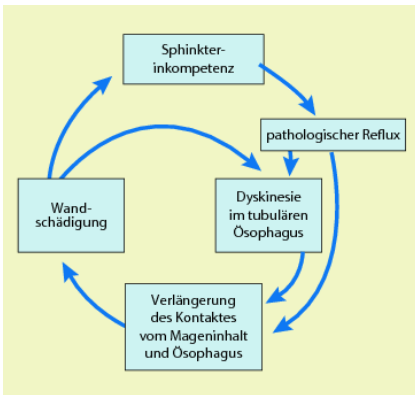 Sphinkter-
inkompetenz
pathologischer Reflux
Wand-
schädigung
Dyskinesie
im tubulären
Ösophagus
Verlängerung
des Kontaktes
vom Mageninhalt
und Ösophagus